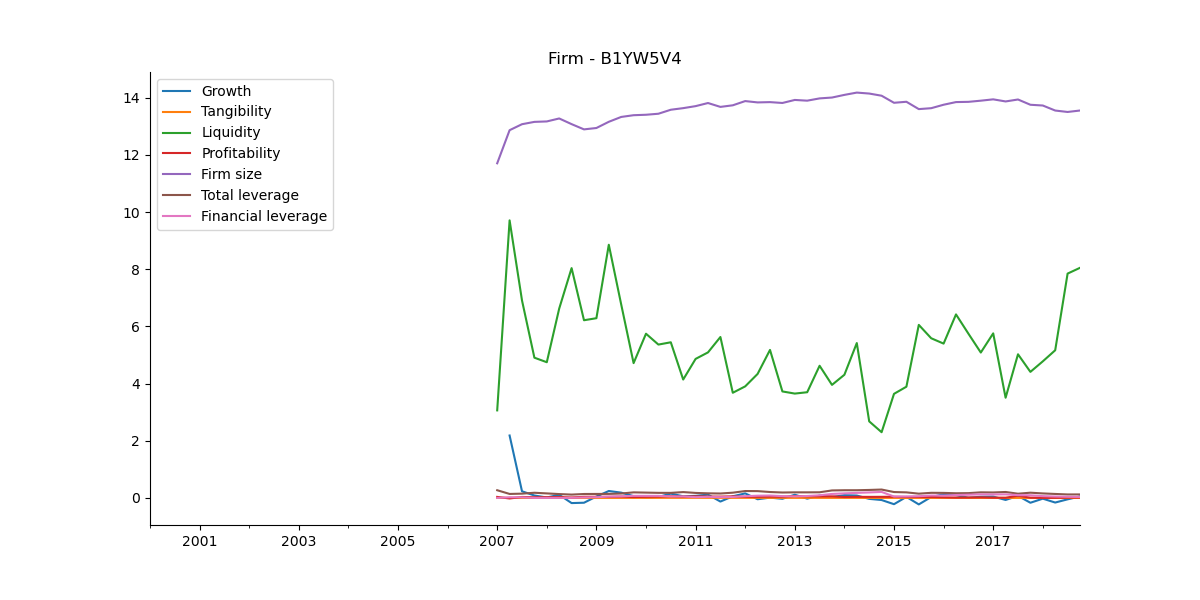 Firm - B1YW5V4
Growth
Tangibility
Liquidity
Profitability
Firm size
Total leverage
Financial leverage
14
12
10
8
6
4
2
0
2001 2003 2005 2007 2009 2011 2013 2015 2017